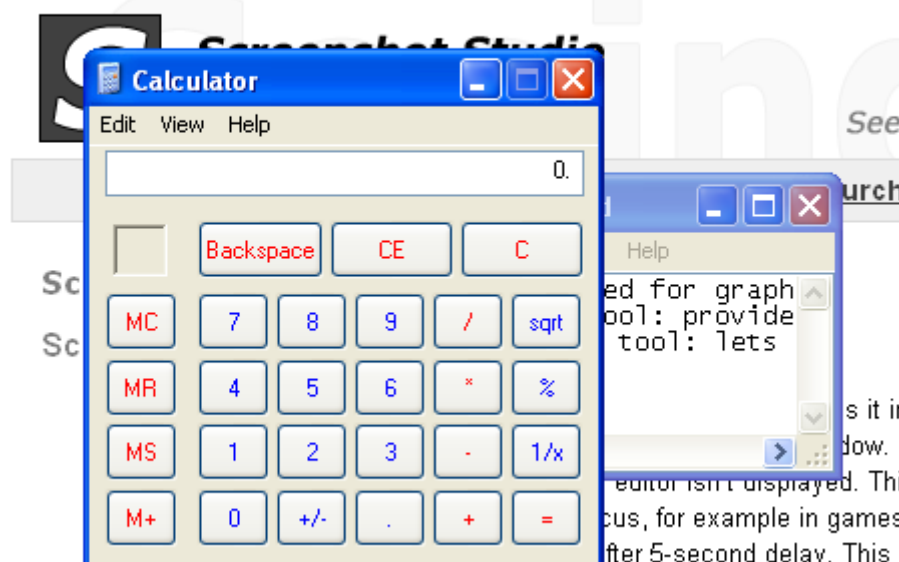 Screenshot Studio
Calculator
Edit View Help
See
0.
Help
Backspace CE C
ed for graph
MC 7 8 9 / sqrt
ool: provide
Sc
tool: lets
Sc
MR 4 5 6 * %
s it i
MS 1 2 3 - 1/x
dow.
editor isn't displayed. Thi
M+ 0 +/- . + =
cus, for example in games
fter 5-second delay. This